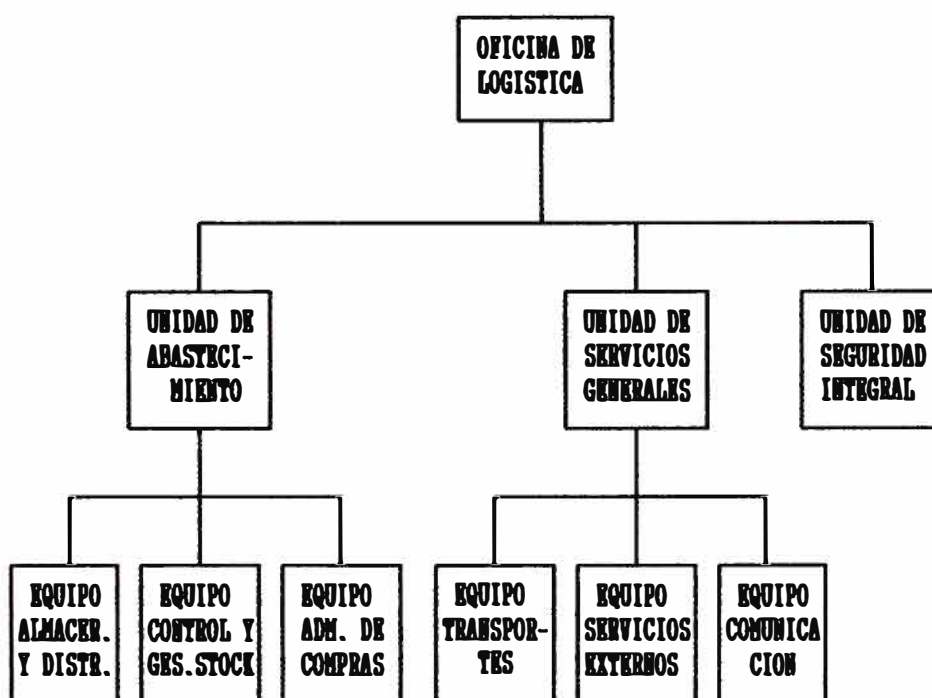 OFICINA DE
LOGISTICA
UNIDAD DE
ABASTECI-
MIENTO
UNIDAD DE
SERVICIOS
GENERALES
UNIDAD DE
SEGURIDAD
INTEGRAL
EQUIPO
ALMACER.
Y DISTR.
EQUIPO
CONTROL Y
GES.STOCK
EQUIPO
ADM. DE
COMPRAS
EQUIPO
TRANSPOR-
TES
EQUIPO
SERVICIOS
EXTERNOS
EQUIPO
COMUNICA
CION